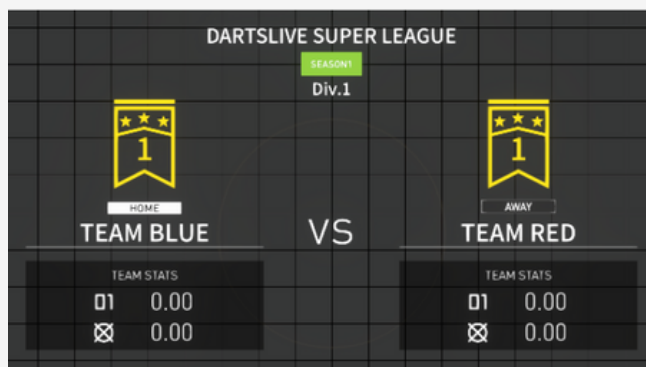 DARTSLIVE SUPER LEAGUE
SEASON1
Div.1
1
1
HOME
AWAY
TEAM BLUE
VS
TEAM RED
TEAM STATS
TEAM STATS
01 0.00
01 0.00
0.00
0.00